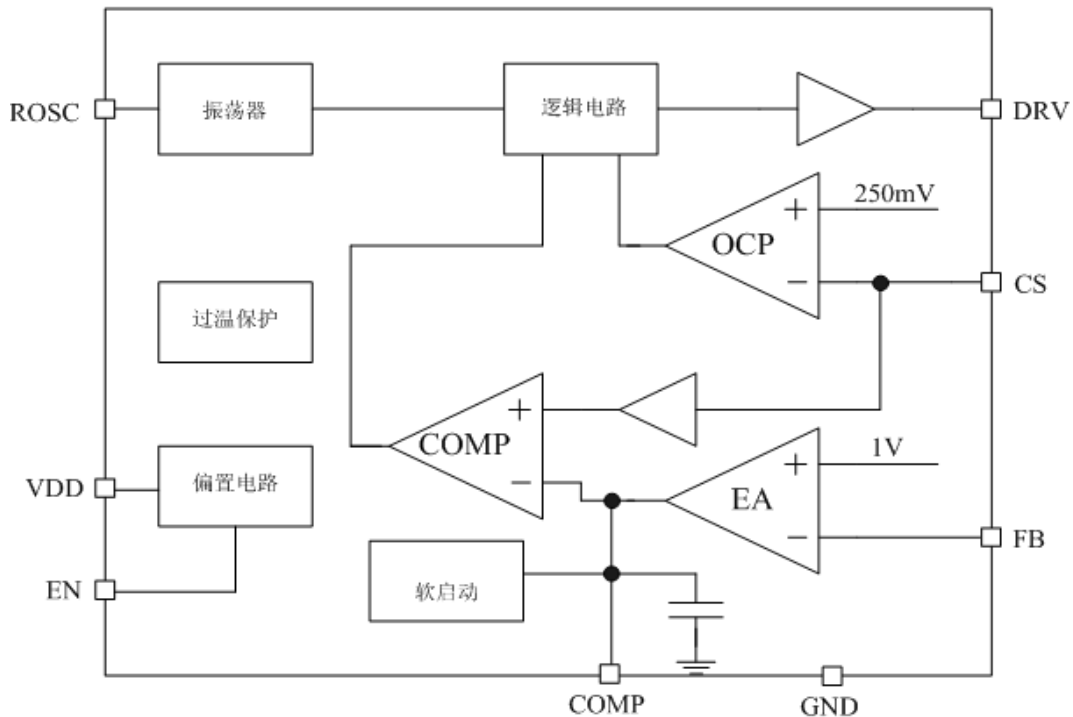 ROSC
振荡器
逻辑电路
DRV
250mV
+
OCP
−
CS
过温保护
+
COMP
−
1V
+
EA
−
FB
VDD
偏置电路
EN
软启动
COMP
GND